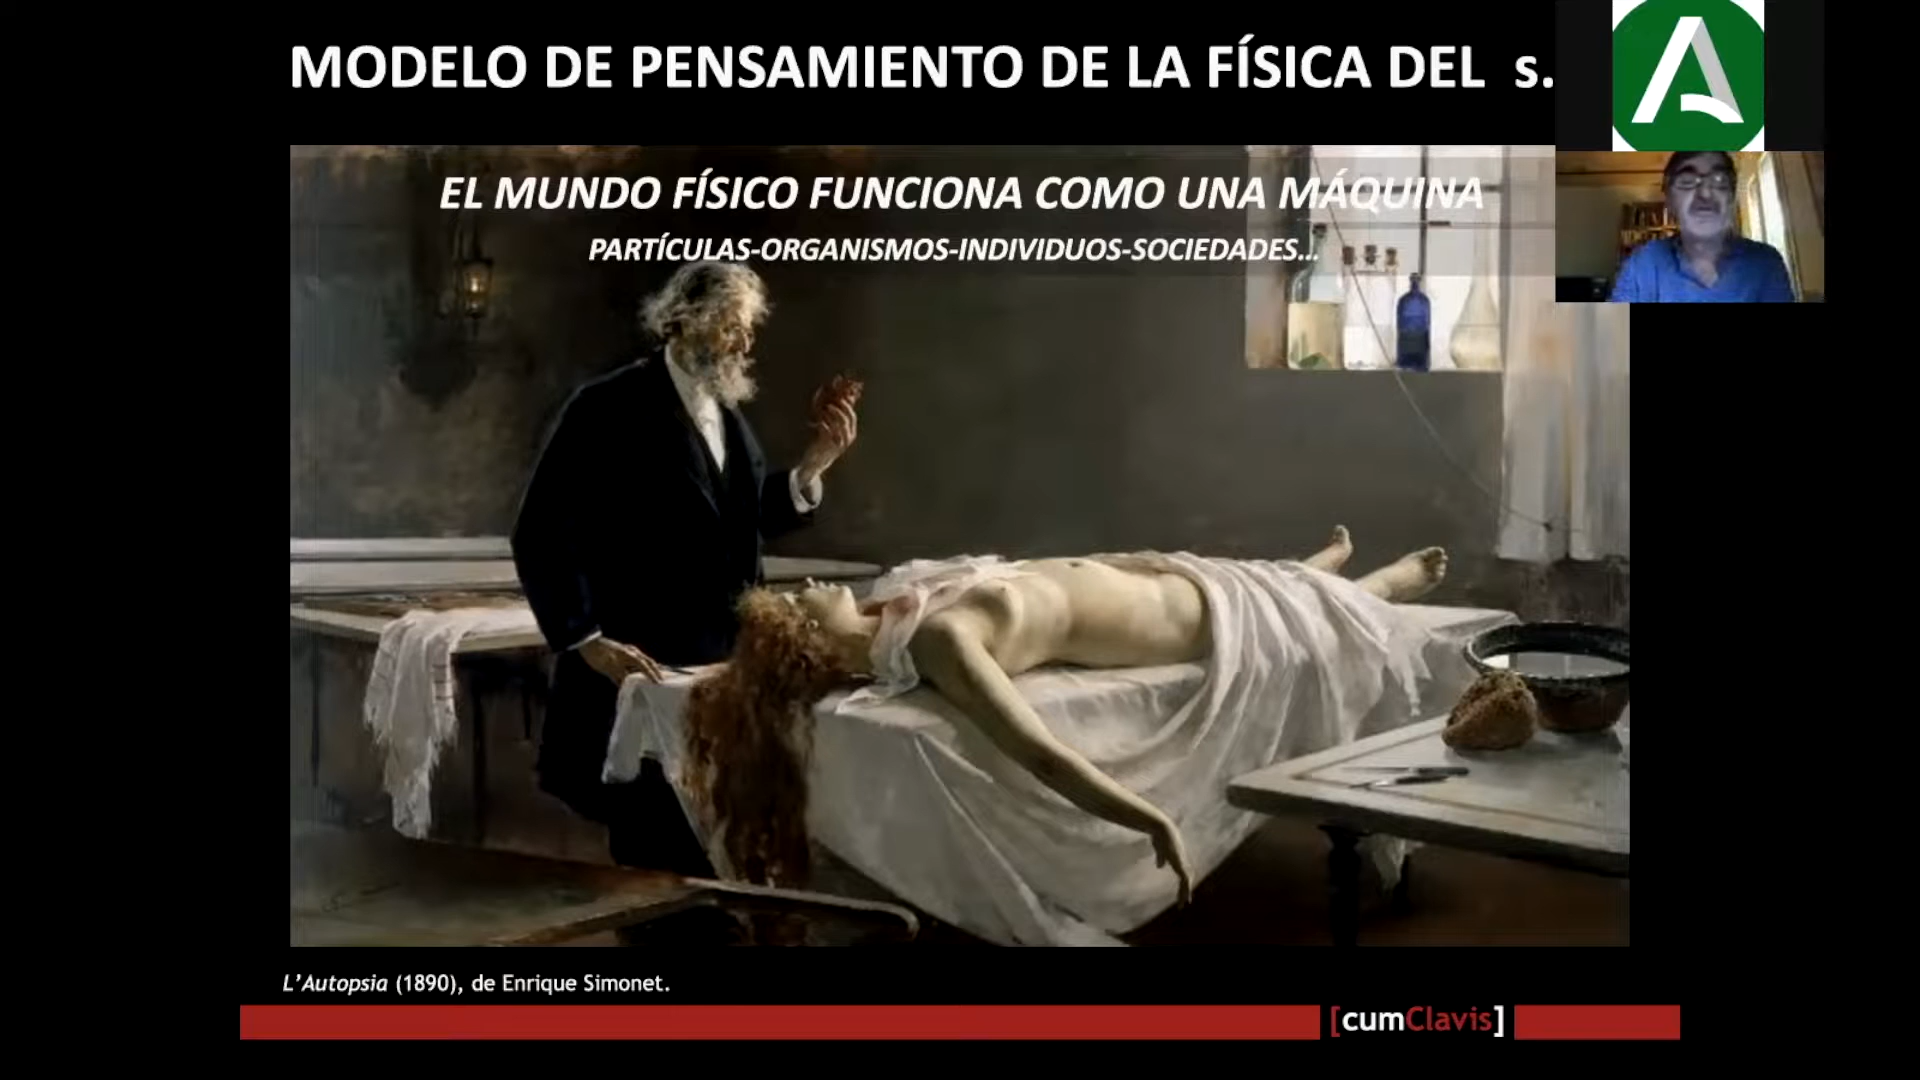 MODELO DE PENSAMIENTO DE LA FÍSICA DEL s.
EL MUNDO FÍSICO FUNCIONA COMO UNA MÁQUINA
PARTÍCULAS-ORGANISMOS-INDIVIDUOS-SOCIEDADES...
L’Autopsia (1890), de Enrique Simonet.
[cumClavis]